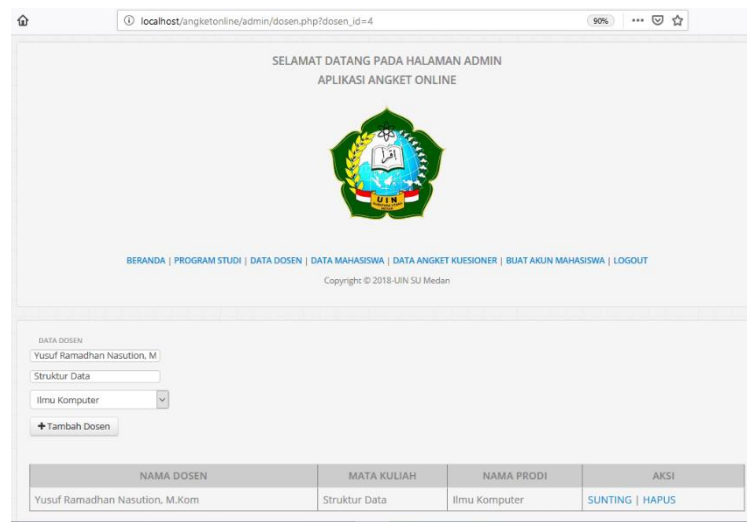 localhost/angketonline/admin/dosen.php?dosen_id=4
90%
SELAMAT DATANG PADA HALAMAN ADMIN
APLIKASI ANGKET ONLINE
اقرأ
UIN
BERANDA | PROGRAM STUDI | DATA DOSEN | DATA MAHASISWA | DATA ANGKET KUESIONER | BUAT AKUN MAHASISWA | LOGOUT
Copyright © 2018-UIN SU Medan
DATA DOSEN
Yusuf Ramadhan Nasution, M
Struktur Data
Ilmu Komputer
+Tambah Dosen
NAMA DOSEN MATA KULIAH NAMA PRODI AKSI
Yusuf Ramadhan Nasution, M.Kom Struktur Data Ilmu Komputer SUNTING | HAPUS